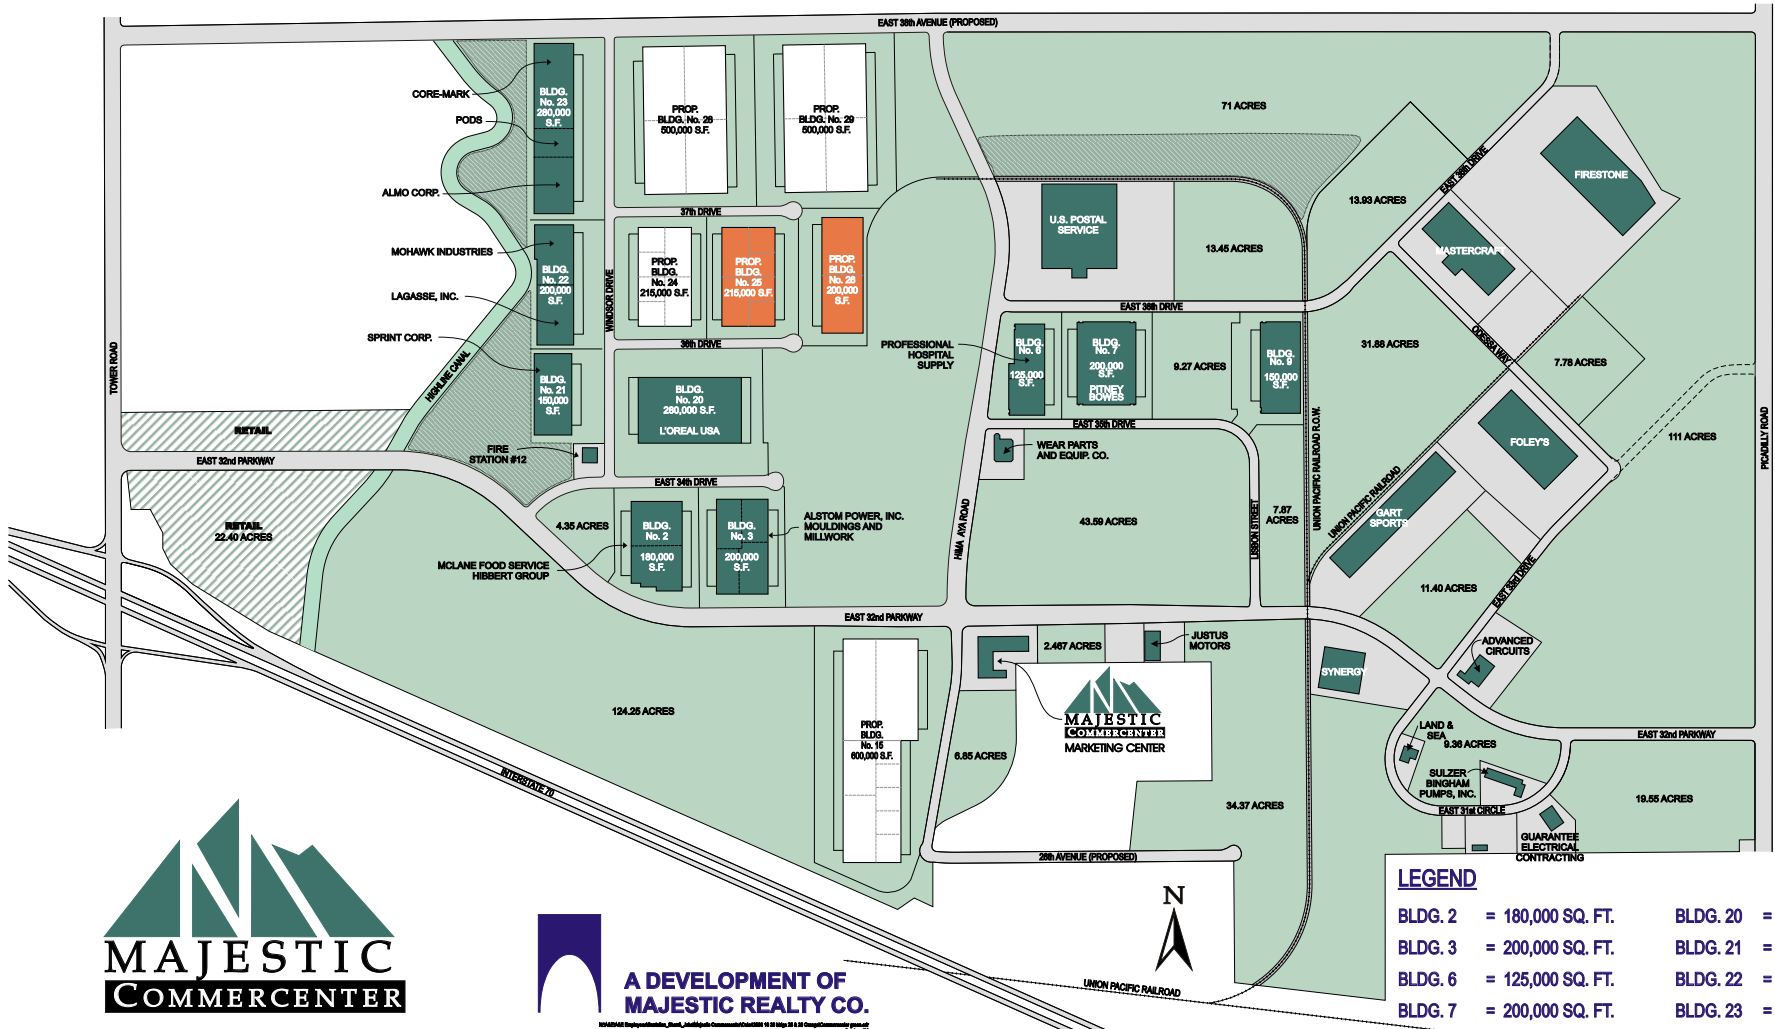 EAST 38th AVENUE (PROPOSED)
CORE-MARK
PODS
ALMO CORP.
BLDG.
No. 23
280,000
S.F.
PROP.
BLDG. No. 28
500,000 S.F.
PROP.
BLDG. No. 29
500,000 S.F.
71 ACRES
EAST 38th DRIVE
FIRESTONE
13.93 ACRES
37th DRIVE
U.S. POSTAL
SERVICE
13.45 ACRES
MASTERCRAFT
MOHAWK INDUSTRIES
LAGASSE, INC.
BLDG.
No. 22
200,000
S.F.
WINDSOR DRIVE
PROP.
BLDG.
No. 24
215,000 S.F.
PROP.
BLDG.
No. 25
215,000 S.F.
PROP.
BLDG.
No. 26
200,000
S.F.
EAST 36th DRIVE
SPRINT CORP.
36th DRIVE
TOWER ROAD
HIGHLINE CANAL
PROFESSIONAL
HOSPITAL
SUPPLY
BLDG.
No. 6
125,000
S.F.
BLDG.
No. 7
200,000
S.F.
PITNEY
BOWES
9.27 ACRES
BLDG.
No. 9
150,000
S.F.
31.88 ACRES
ODESSA WAY
7.78 ACRES
BLDG.
No. 21
150,000
S.F.
BLDG.
No. 20
280,000 S.F.
L'OREAL USA
EAST 35th DRIVE
UNION PACIFIC RAILROAD R.O.W.
PICADILLY ROAD
111 ACRES
RETAIL
EAST 32nd PARKWAY
FIRE
STATION #12
WEAR PARTS
AND EQUIP. CO.
FOLEY'S
EAST 34th DRIVE
UNION PACIFIC RAILROAD
GART
SPORTS
RETAIL
22.40 ACRES
4.35 ACRES
BLDG.
No. 2
180,000
S.F.
BLDG.
No. 3
200,000
S.F.
ALSTOM POWER, INC.
MOULDINGS AND
MILLWORK
HIMA AYA ROAD
43.59 ACRES
LISBON STREET
7.87
ACRES
MCLANE FOOD SERVICE
HIBBERT GROUP
11.40 ACRES
EAST 33rd DRIVE
EAST 32nd PARKWAY
2.467 ACRES
JUSTUS
MOTORS
ADVANCED
CIRCUITS
SYNERGY
124.25 ACRES
PROP.
BLDG.
No. 15
600,000 S.F.
MAJESTIC
COMMERCENTER
MARKETING CENTER
6.85 ACRES
LAND &
SEA
9.36 ACRES
EAST 32nd PARKWAY
INTERSTATE 70
SULZER
BINGHAM
PUMPS, INC.
19.55 ACRES
34.37 ACRES
EAST 31st CIRCLE
GUARANTEE
ELECTRICAL
CONTRACTING
26th AVENUE (PROPOSED)
N
UNION PACIFIC RAILROAD
MAJESTIC
COMMERCENTER
A DEVELOPMENT OF
MAJESTIC REALTY CO.
LEGEND
BLDG. 2 = 180,000 SQ. FT. BLDG. 20 =
BLDG. 3 = 200,000 SQ. FT. BLDG. 21 =
BLDG. 6 = 125,000 SQ. FT. BLDG. 22 =
BLDG. 7 = 200,000 SQ. FT. BLDG. 23 =